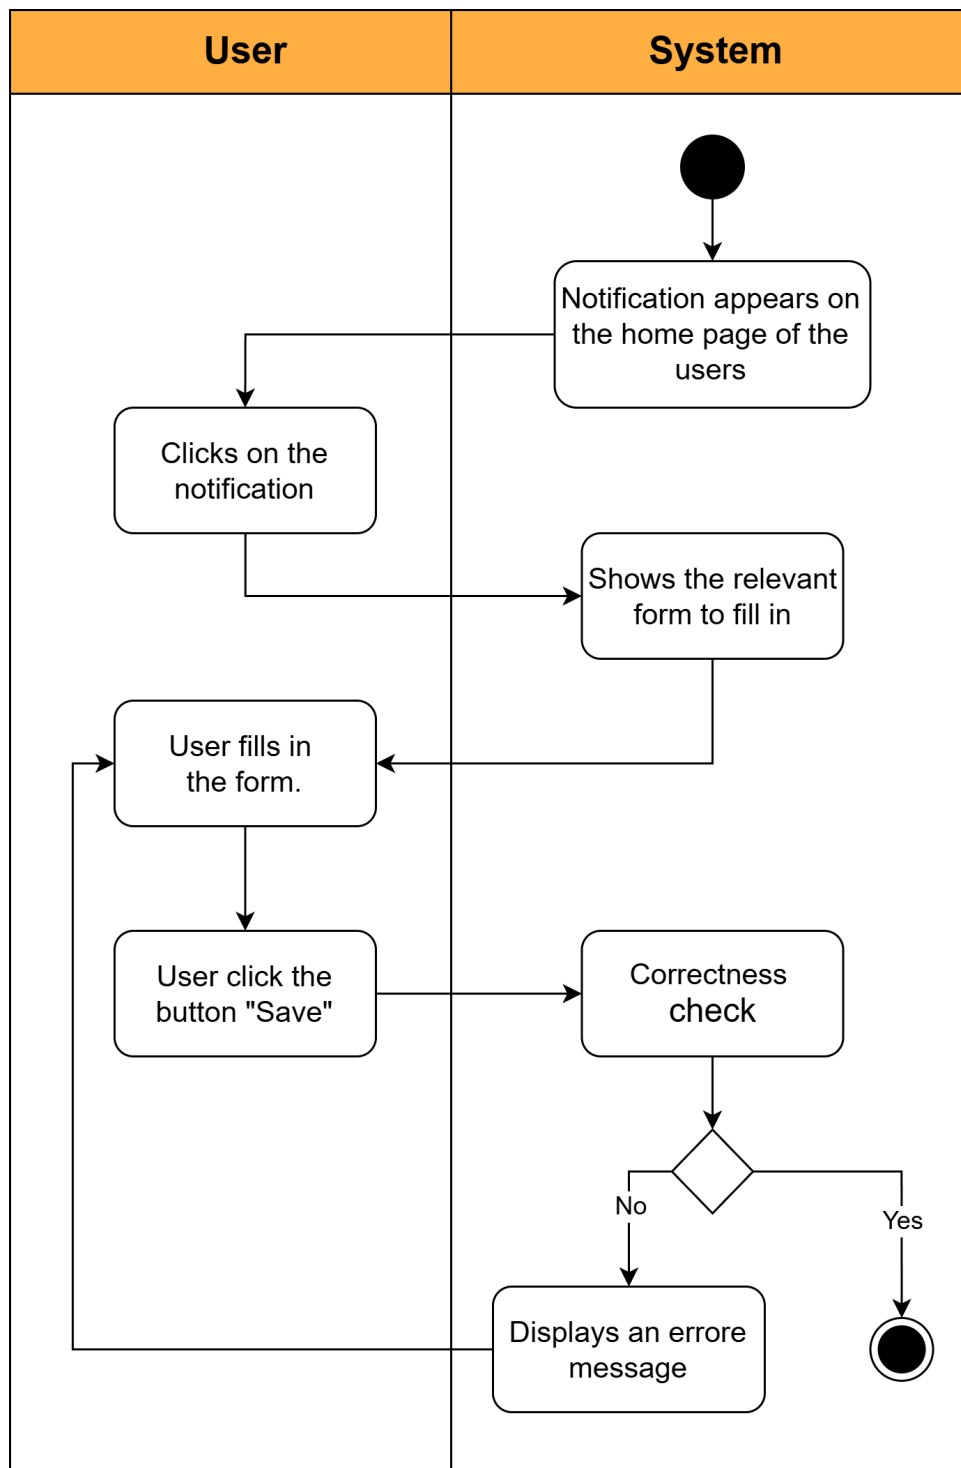 User
System
Notification appears on
the home page of the
users
Clicks on the
notification
Shows the relevant
form to fill in
User fills in
the form.
User click the
button "Save"
Correctness
check
No
Yes
Displays an errore
message